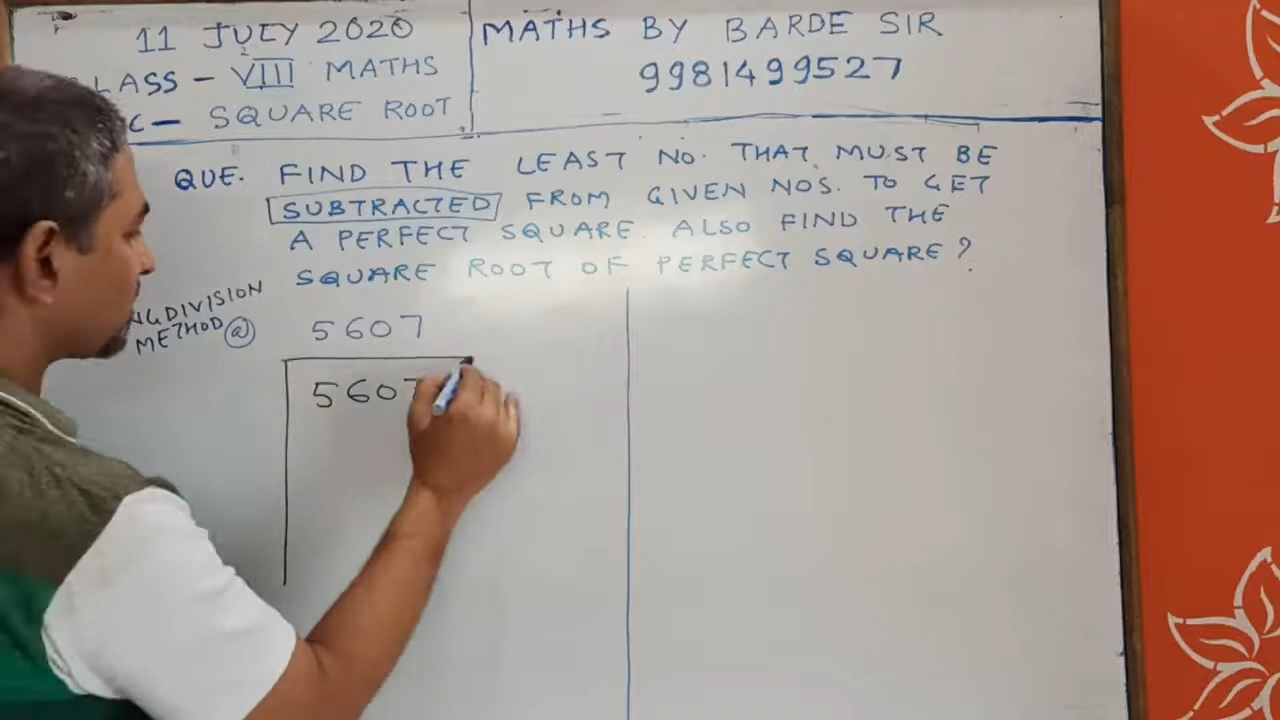 11 JULY 2020
CLASS - VIII MATHS
SQUARE ROOT
MATHS BY BARDE SIR
9981499527
QUE. FIND THE LEAST NO. THAT MUST BE
SUBTRACTED FROM GIVEN NOS. TO GET
A PERFECT SQUARE. ALSO FIND THE
SQUARE ROOT OF PERFECT SQUARE?
DIVISION
METHOD
a 5607
5607